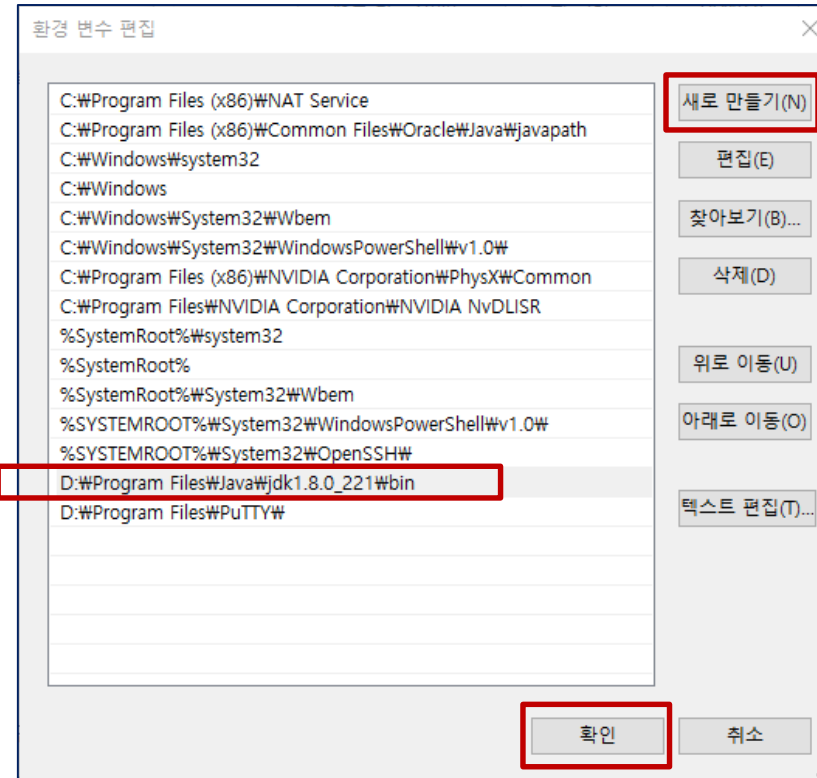 환경 변수 편집
C:₩Program Files (x86)₩NAT Service
C:₩Program Files (x86)₩Common Files₩Oracle₩Java₩javapath
C:₩Windows₩system32
C:₩Windows
C:₩Windows₩System32₩Wbem
C:₩Windows₩System32₩WindowsPowerShell₩v1.0₩
C:₩Program Files (x86)₩NVIDIA Corporation₩PhysX₩Common
C:₩Program Files₩NVIDIA Corporation₩NVIDIA NvDLISR
%SystemRoot%₩system32
%SystemRoot%
%SystemRoot%₩System32₩Wbem
%SYSTEMROOT%₩System32₩WindowsPowerShell₩v1.0₩
%SYSTEMROOT%₩System32₩OpenSSH₩
D:₩Program Files₩Java₩jdk1.8.0_221₩bin
D:₩Program Files₩PuTTY₩
새로 만들기(N)
편집(E)
찾아보기(B)...
삭제(D)
위로 이동(U)
아래로 이동(O)
텍스트 편집(T)...
확인
취소